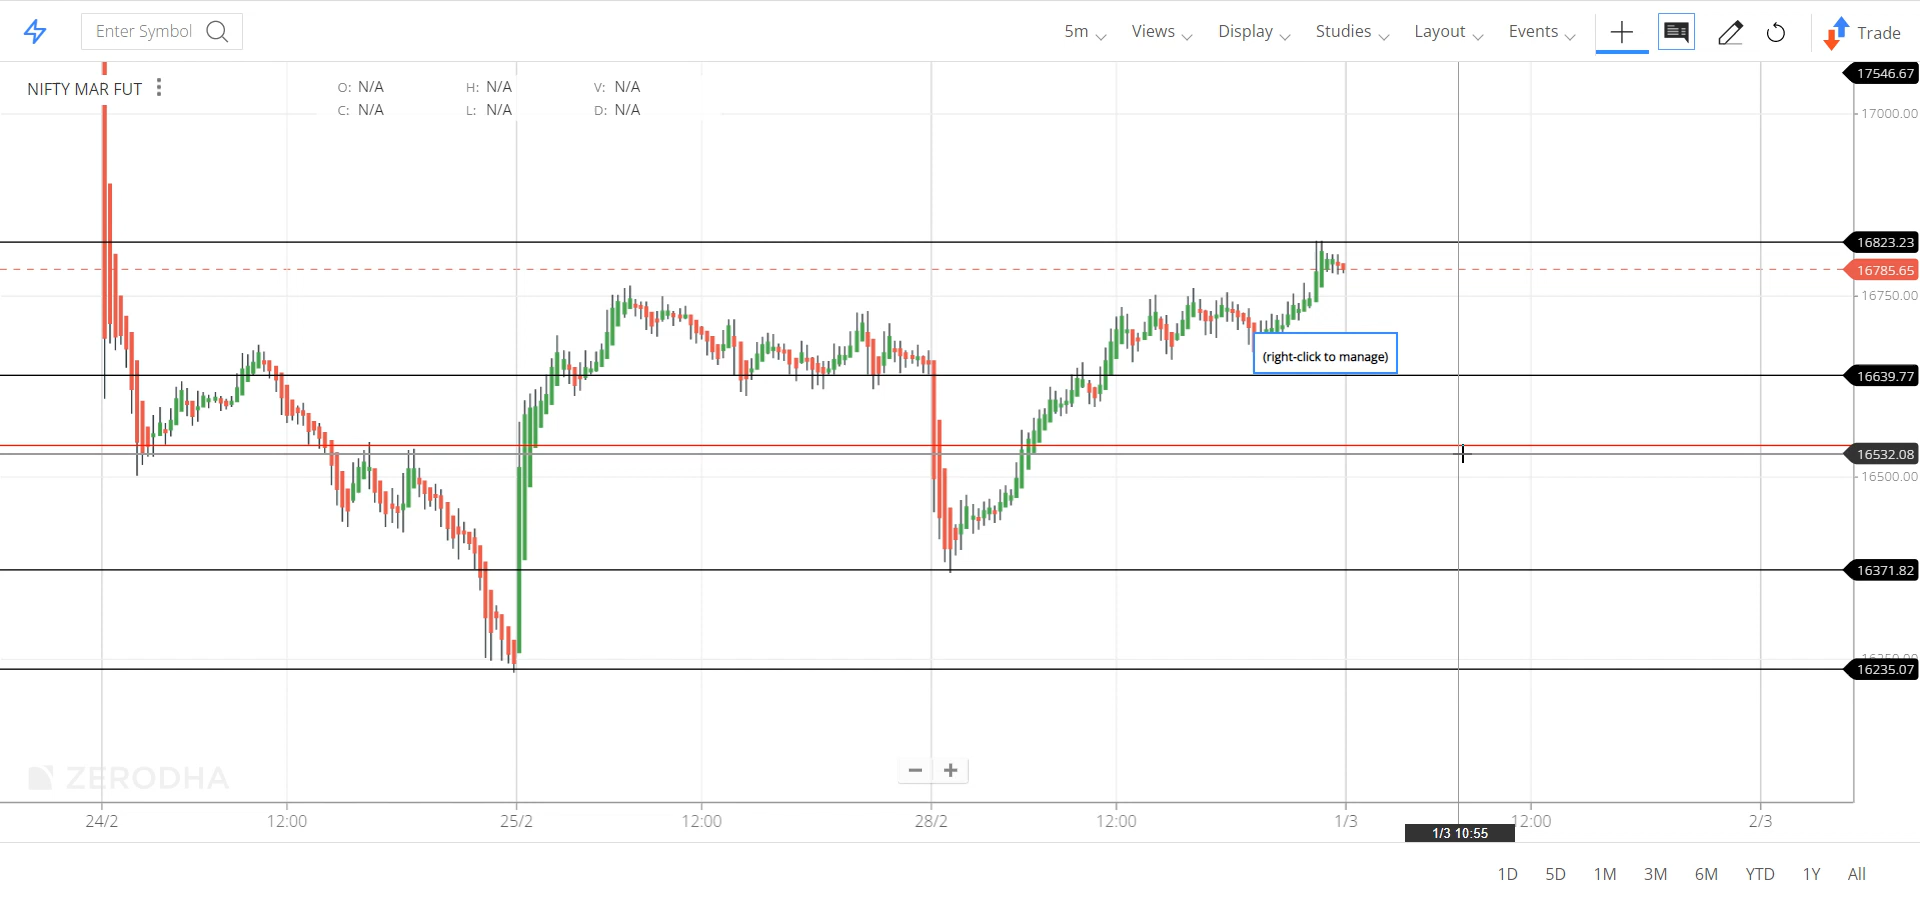 Enter Symbol
5m
Views
Display
Studies
Layout
Events
Trade
NIFTY MAR FUT
O: N/A
H: N/A
V: N/A
C: N/A
L: N/A
D: N/A
17546.67
17000.00
16823.23
16785.65
16750.00
(right-click to manage)
16639.77
16532.08
16500.00
16371.82
16235.07
ZERODHA
24/2
12:00
25/2
12:00
28/2
12:00
1/3
12:00
2/3
1/3 10:55
1D
5D
1M
3M
6M
YTD
1Y
All